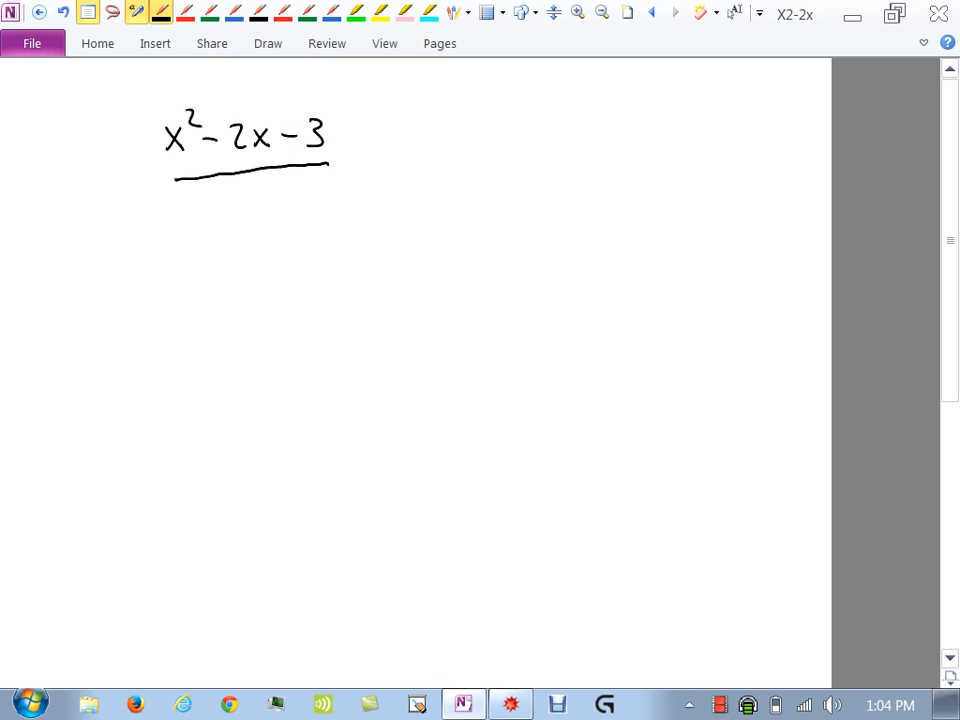 X2-2x
File
Home
Insert
Share
Draw
Review
View
Pages
x² - 2x - 3
1:04 PM